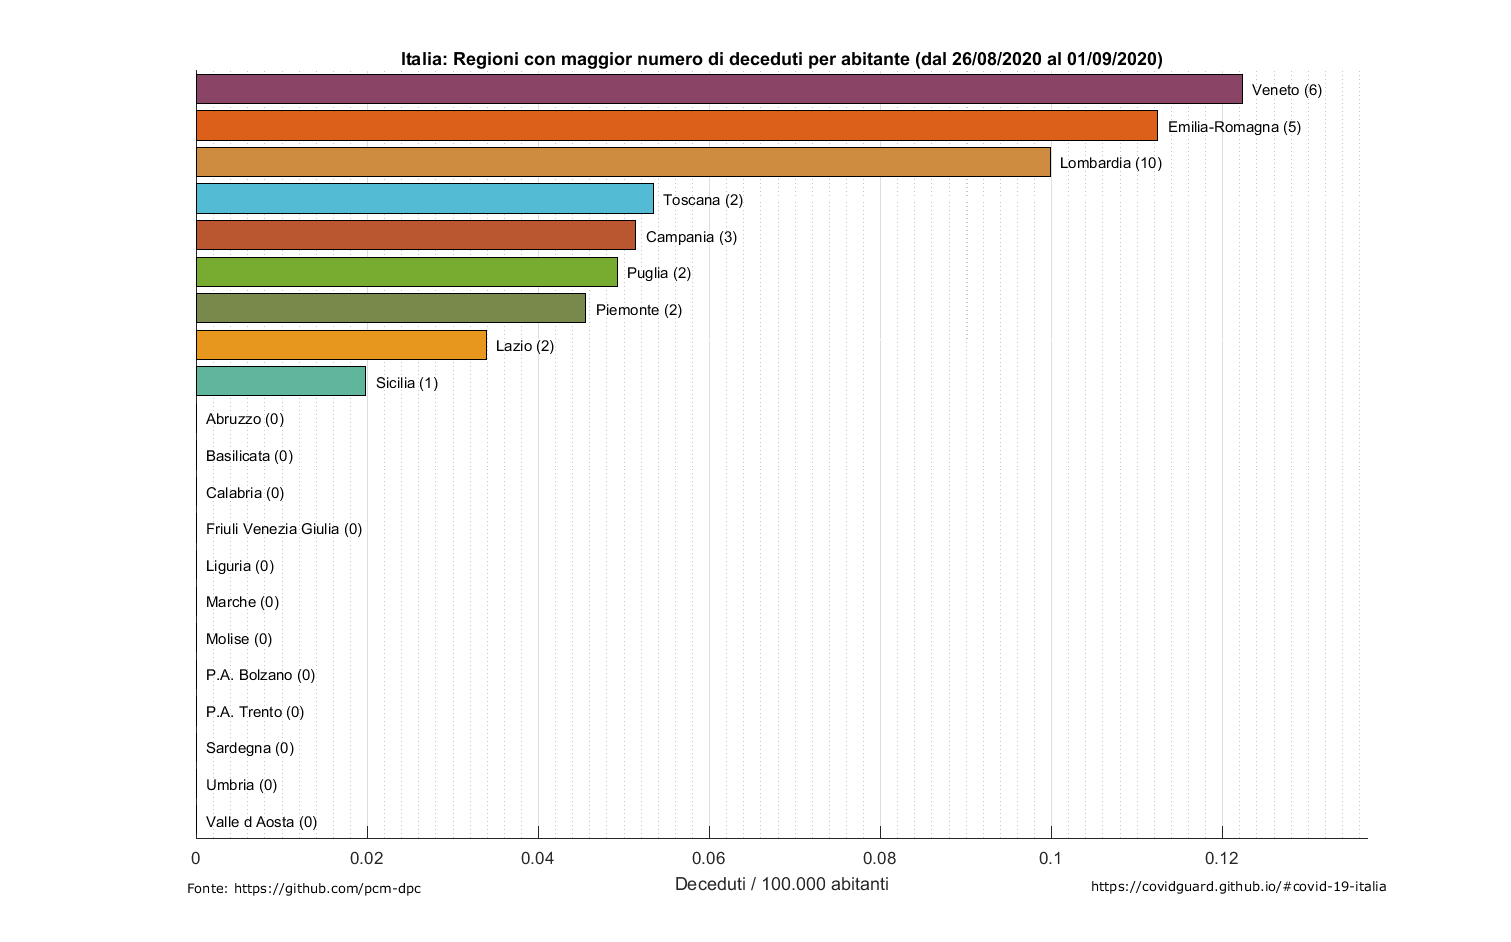 Italia: Regioni con maggior numero di deceduti per abitante (dal 26/08/2020 al 01/09/2020)
Veneto (6)
Emilia-Romagna (5)
Lombardia (10)
Toscana (2)
Campania (3)
Puglia (2)
Piemonte (2)
Lazio (2)
Sicilia (1)
Abruzzo (0)
Basilicata (0)
Calabria (0)
Friuli Venezia Giulia (0)
Liguria (0)
Marche (0)
Molise (0)
P.A. Bolzano (0)
P.A. Trento (0)
Sardegna (0)
Umbria (0)
Valle d Aosta (0)
0 0.02 0.04 0.06 0.08 0.1 0.12
Deceduti / 100.000 abitanti
Fonte: https://github.com/pcm-dpc
https://covidguard.github.io/#covid-19-italia